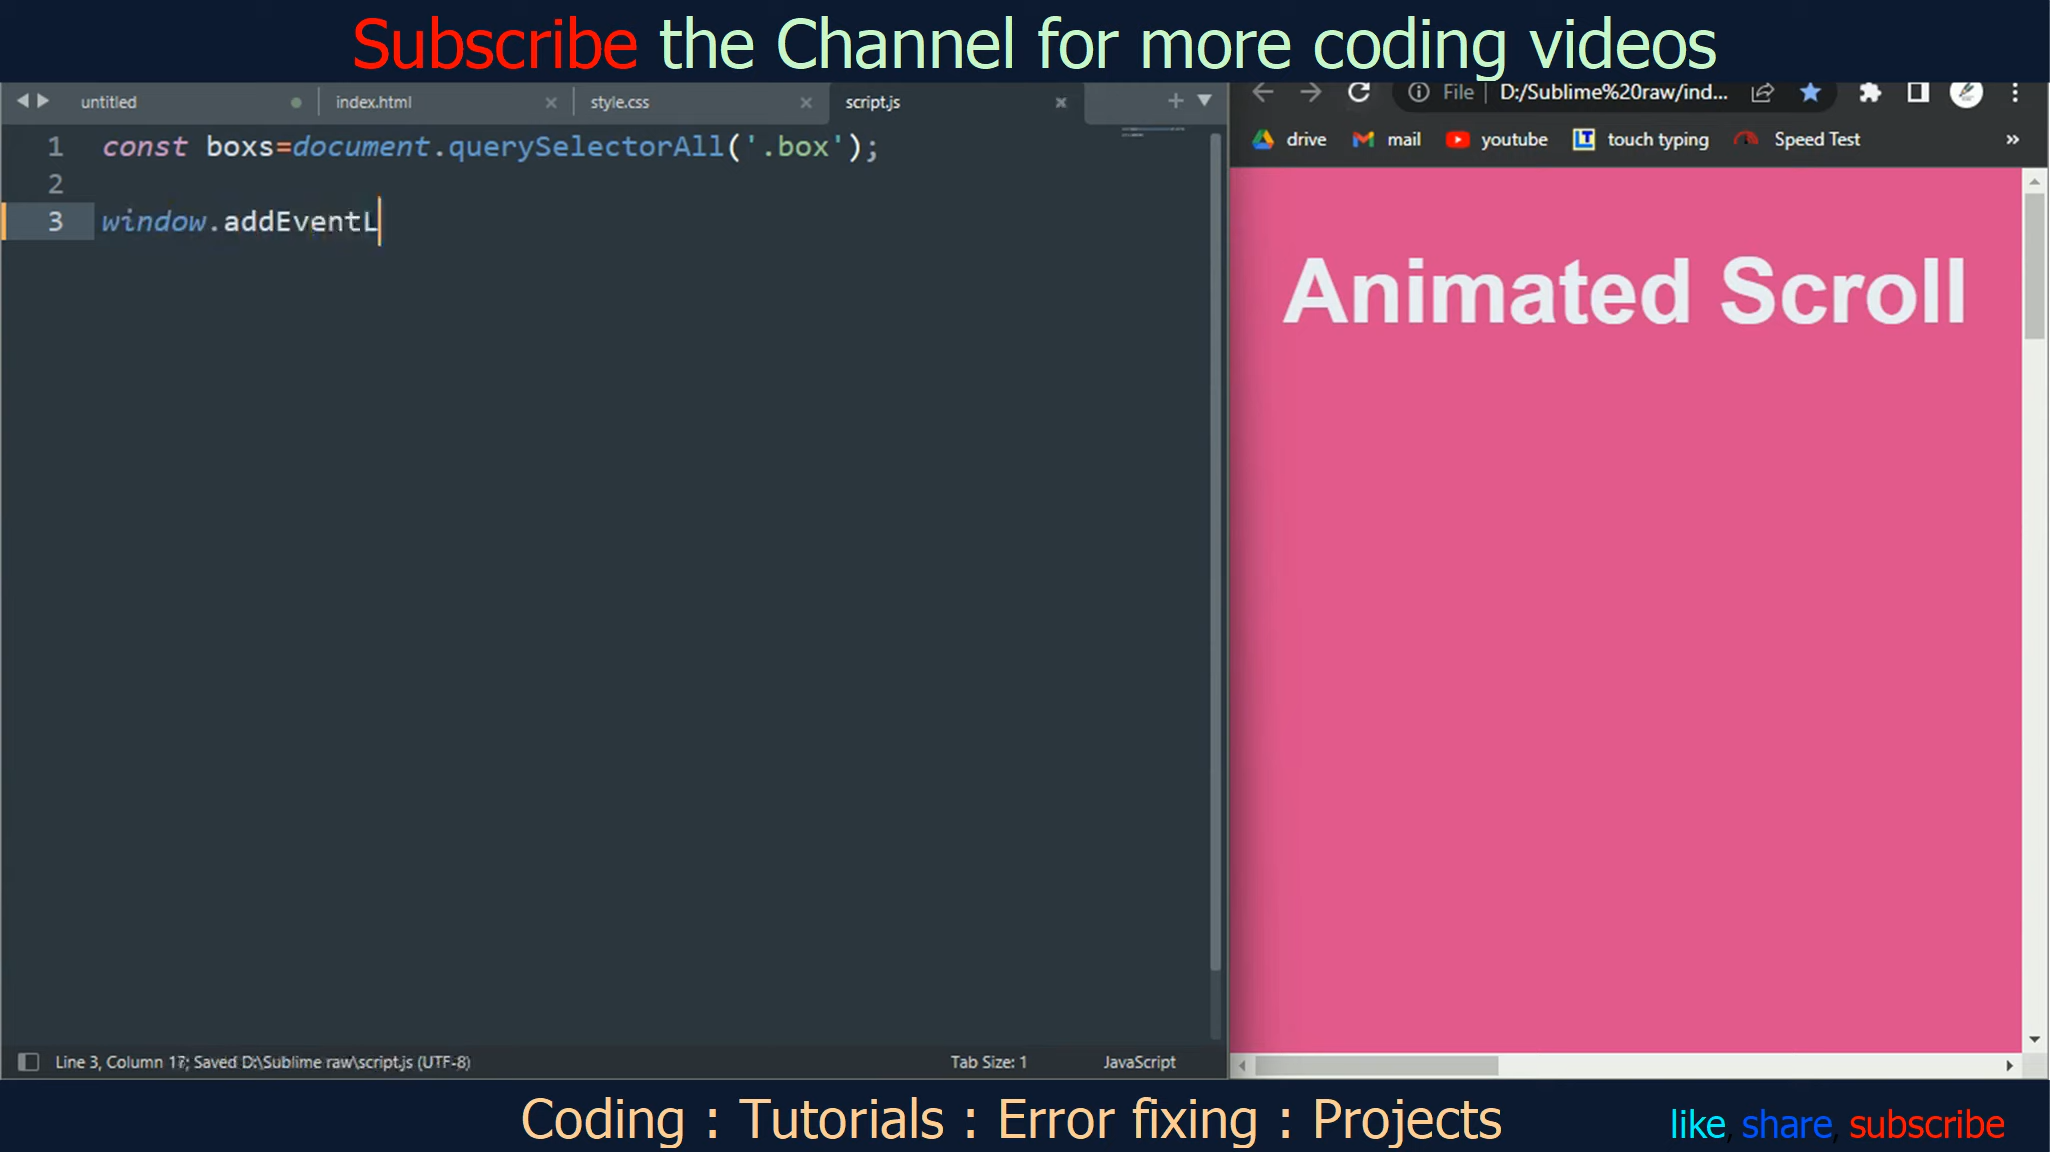 Subscribe the Channel for more coding videos
untitled index.html style.css script.js
File D:/Sublime%20raw/ind...
drive mail youtube LT touch typing Speed Test »
1 const boxs=document.querySelectorAll('.box');
2
3 window.addEventL
Animated Scroll
Line 3, Column 17; Saved D:\Sublime raw\script.js (UTF-8) Tab Size: 1 JavaScript
Coding : Tutorials : Error fixing : Projects
like, share, subscribe